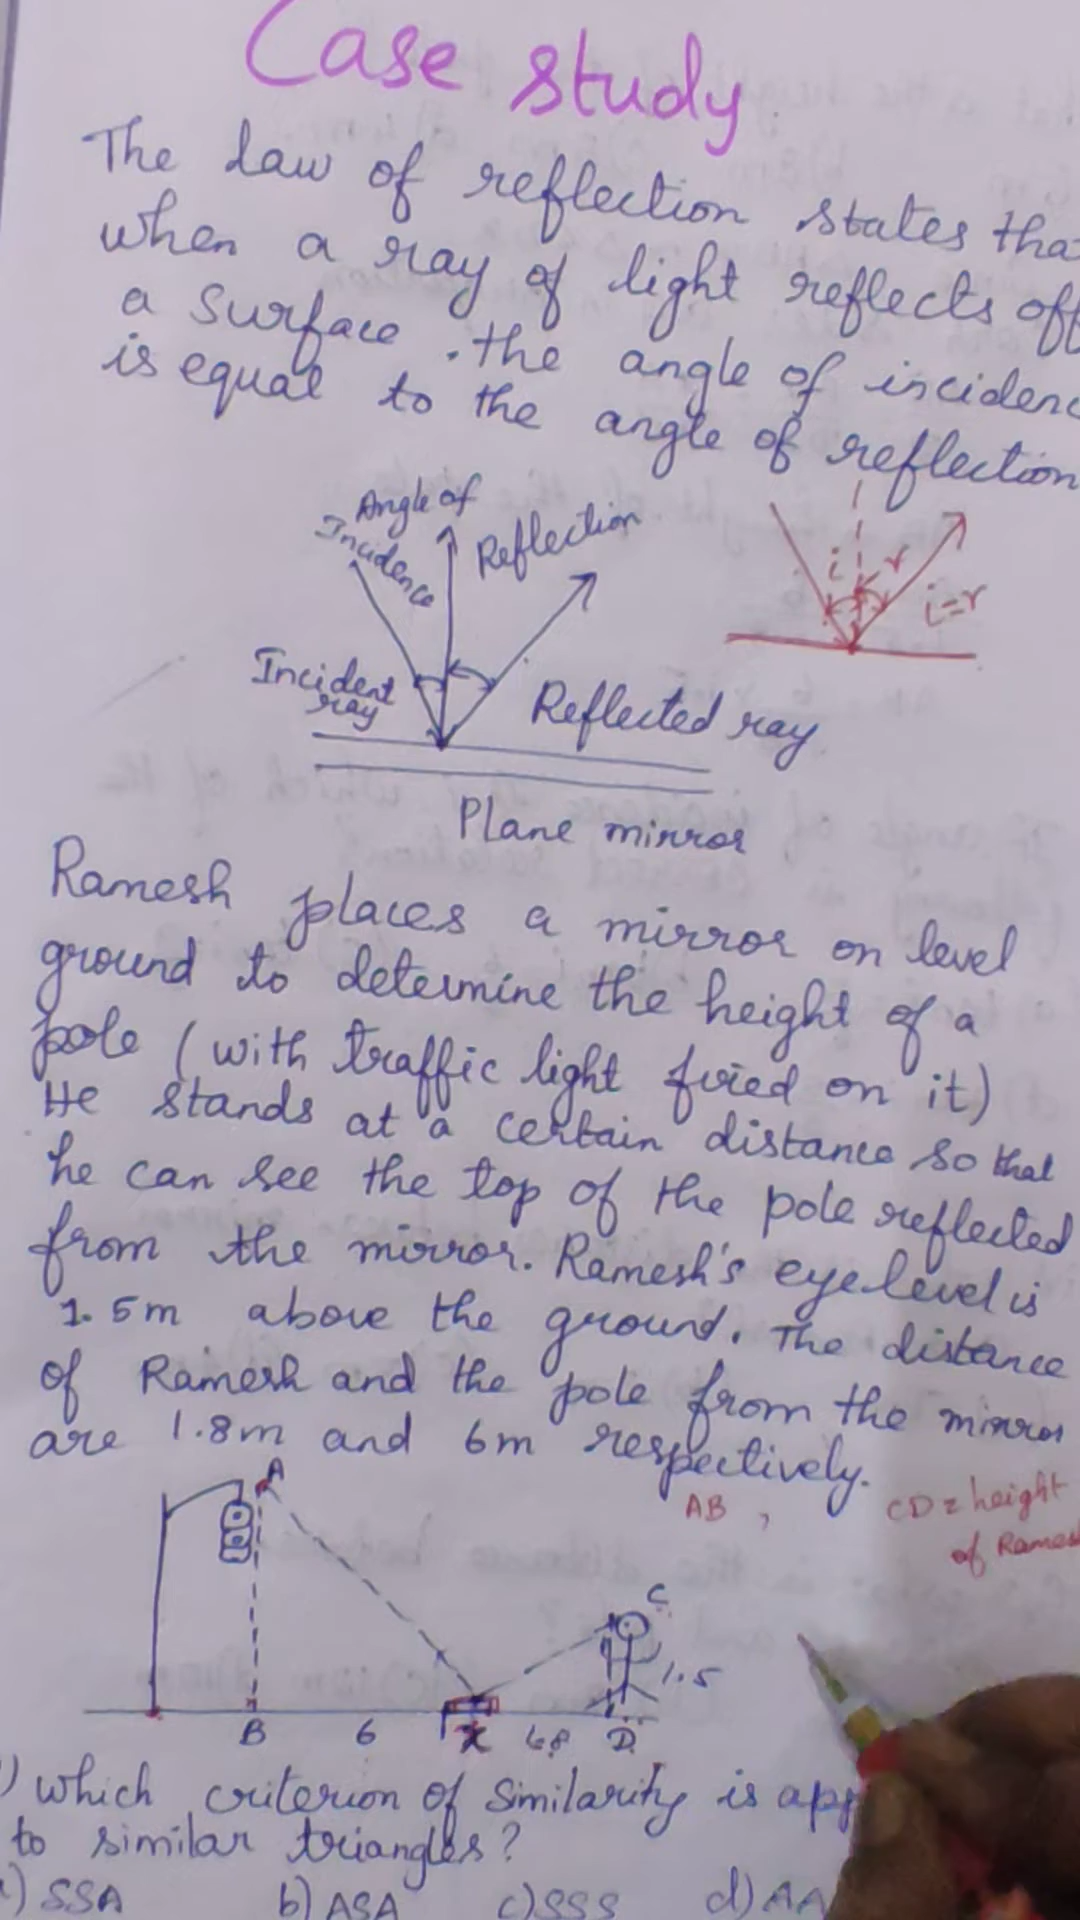 Case study
The law of reflection states tha
when a ray of light reflects off
a surface. the angle of inciden
is equal to the angle of reflection
Angle of
Incidence
Reflection
i r
i=r
Incident
ray
Reflected ray
Plane mirror
Ramesh places a mirror on level
ground to determine the height of a
pole (with traffic light fixed on it)
He stands at a certain distance so that
he can see the top of the pole reflected
from the mirror. Ramesh's eye level is
1.5m above the ground. The distance
of Ramesh and the pole from the mirror
are 1.8m and 6m respectively.
AB , CD = height
of Rames
A
C
1.5
B 6 X D
) which criterion of similarity is app
to similar triangles?
) SSA b) ASA c) SSS d) AA